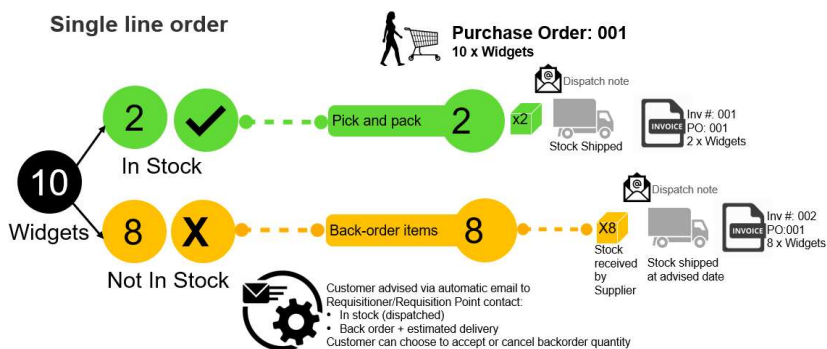 Single line order
Purchase Order: 001
10 x Widgets
@
Dispatch note
2
Pick and pack
2
x2
Stock Shipped
INVOICE
Inv #: 001
PO: 001
2 x Widgets
In Stock
10
Widgets
@
Dispatch note
8
X
Back-order items
8
X8
INVOICE
Inv #: 002
PO:001
8 x Widgets
Not In Stock
Stock
received
by
Supplier
Stock shipped
at advised date
Customer advised via automatic email to
Requisitioner/Requisition Point contact:
• In stock (dispatched)
• Back order + estimated delivery
Customer can choose to accept or cancel backorder quantity